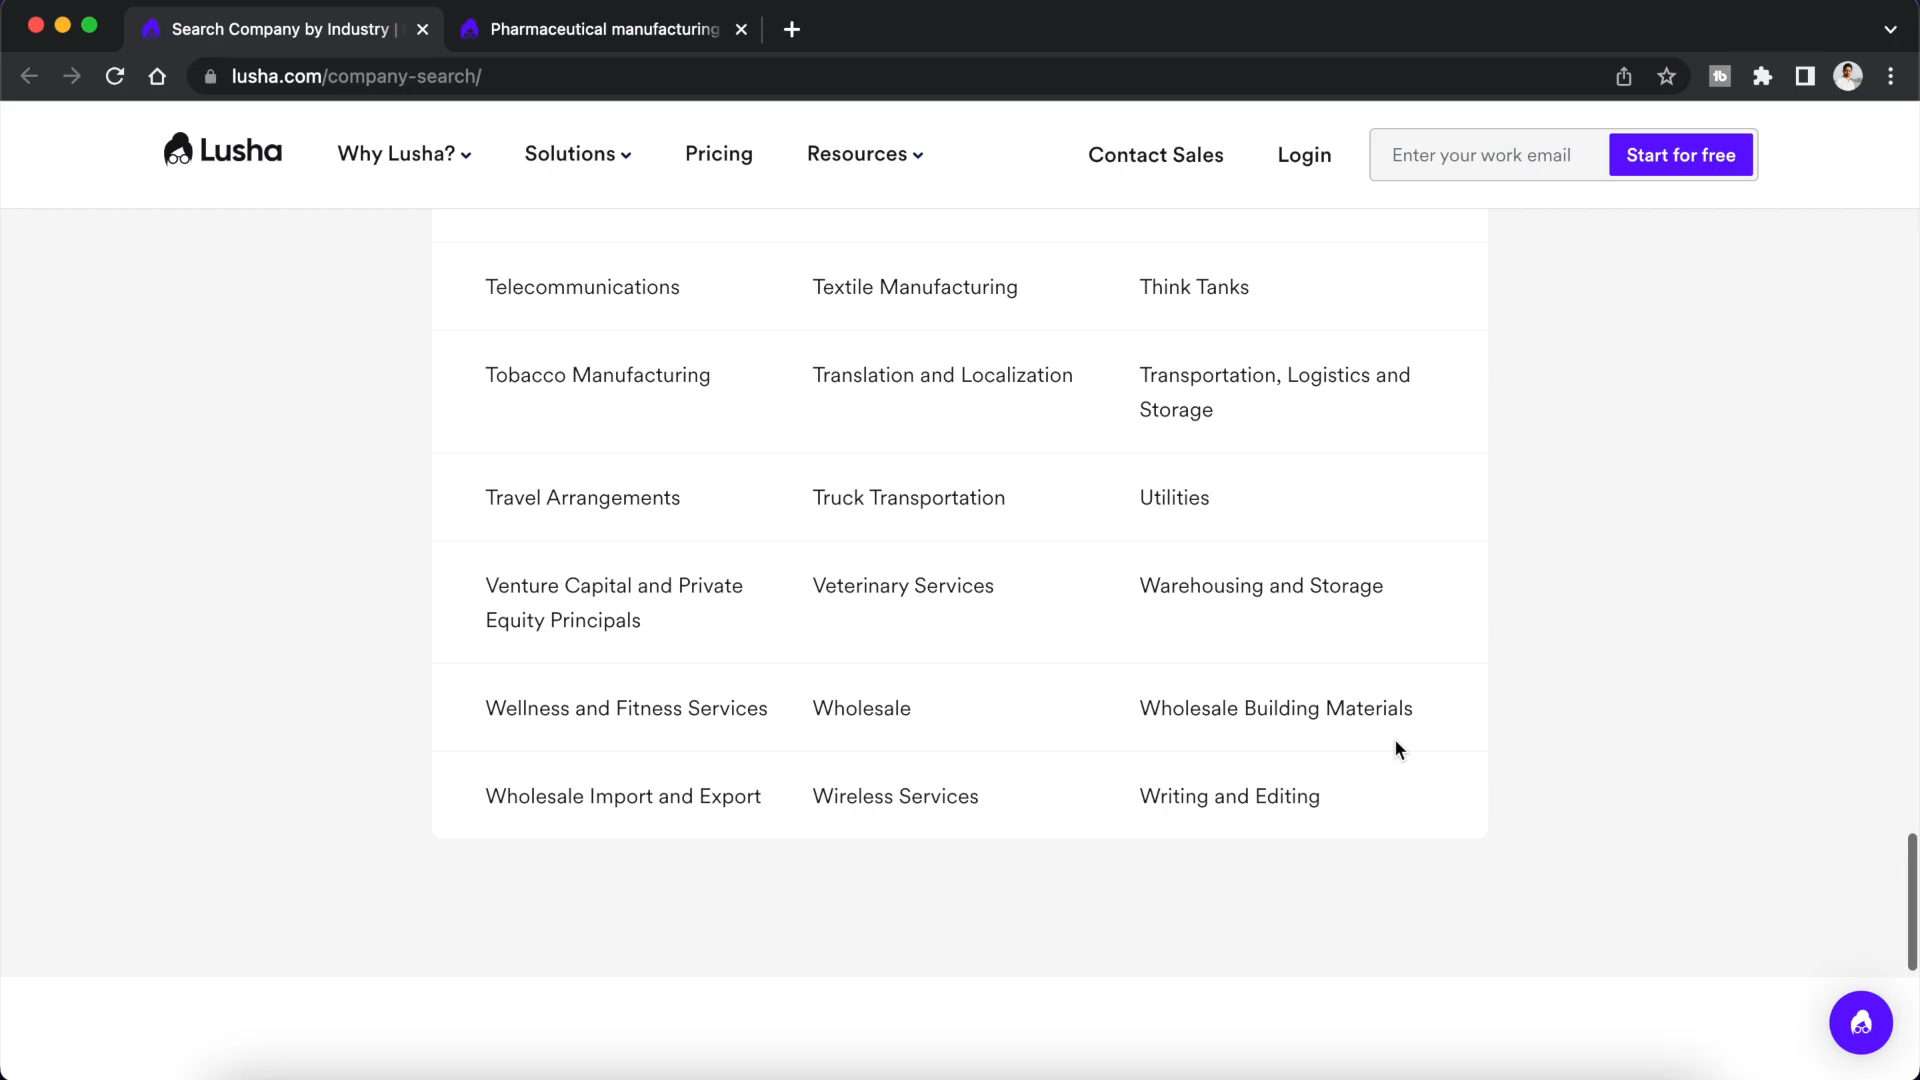 Search Company by Industry |
Pharmaceutical manufacturing
lusha.com/company-search/
Lusha
Why Lusha?
Solutions
Pricing
Resources
Contact Sales
Login
Enter your work email
Start for free
Telecommunications
Textile Manufacturing
Think Tanks
Tobacco Manufacturing
Translation and Localization
Transportation, Logistics and
Storage
Travel Arrangements
Truck Transportation
Utilities
Venture Capital and Private
Equity Principals
Veterinary Services
Warehousing and Storage
Wellness and Fitness Services
Wholesale
Wholesale Building Materials
Wholesale Import and Export
Wireless Services
Writing and Editing